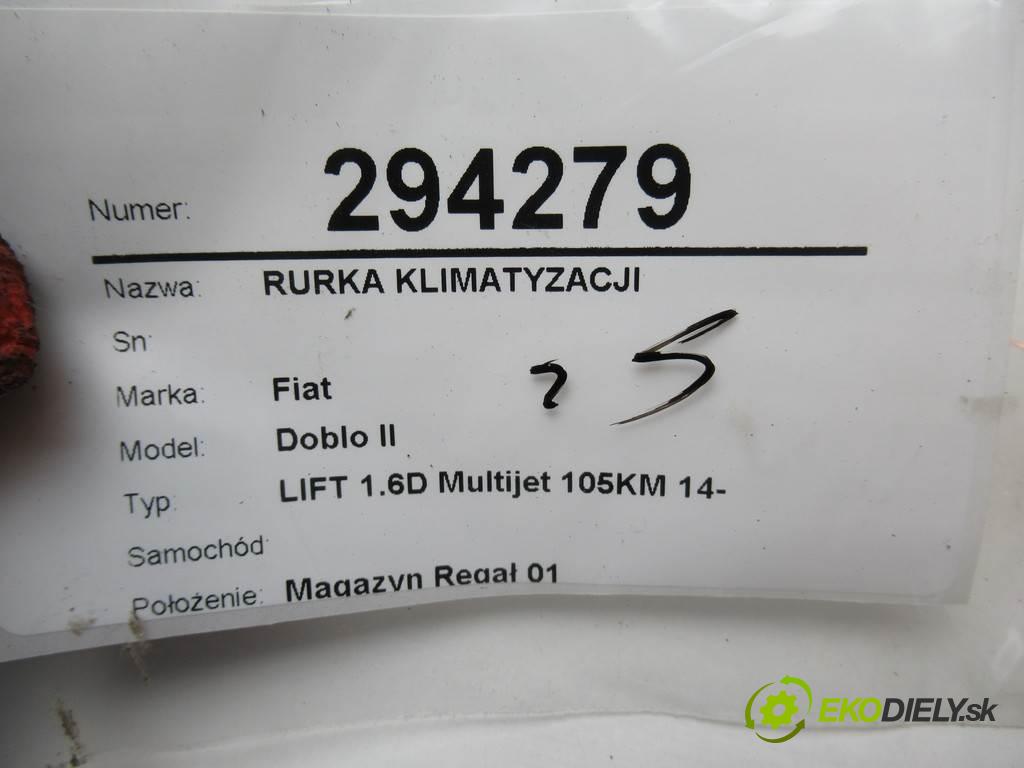 Numer: 294279
Nazwa: RURKA KLIMATYZACJI
Sn:
25
Marka: Fiat
Model: Doblo II
Typ: LIFT 1.6D Multijet 105KM 14-
Samochód:
Położenie: Magazyn Regał 01
EKODIELY.sk